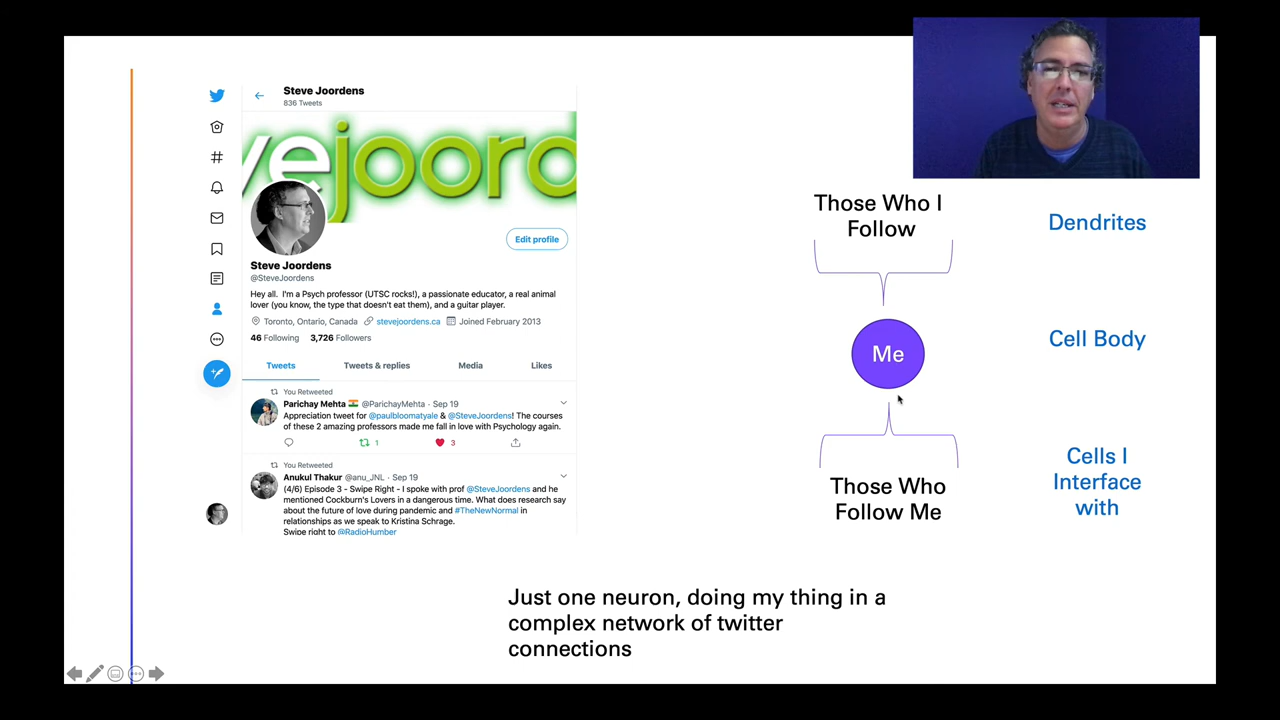 Steve Joordens
836 Tweets
vejoord
Edit profile
Steve Joordens
@SteveJoordens
Hey all. I'm a Psych professor (UTSC rocks!), a passionate educator, a real animal
lover (you know, the type that doesn't eat them), and a guitar player.
Toronto, Ontario, Canada stevejoordens.ca Joined February 2013
46 Following 3,726 Followers
Tweets Tweets & replies Media Likes
You Retweeted
Parichay Mehta 🇮🇳 @ParichayMehta · Sep 19
Appreciation tweet for @paulbloomatyale & @SteveJoordens! The courses
of these 2 amazing professors made me fall in love with Psychology again.
1 3
You Retweeted
Anukul Thakur @anu_JNL · Sep 19
(4/6) Episode 3 - Swipe Right - I spoke with prof @SteveJoordens and he
mentioned Cockburn's Lovers in a dangerous time. What does research say
about the future of love during pandemic and #TheNewNormal in
relationships as we speak to Kristina Schrage.
Swipe right to @RadioHumber
Those Who I
Follow
Dendrites
Me
Cell Body
Those Who
Follow Me
Cells I
Interface
with
Just one neuron, doing my thing in a
complex network of twitter
connections